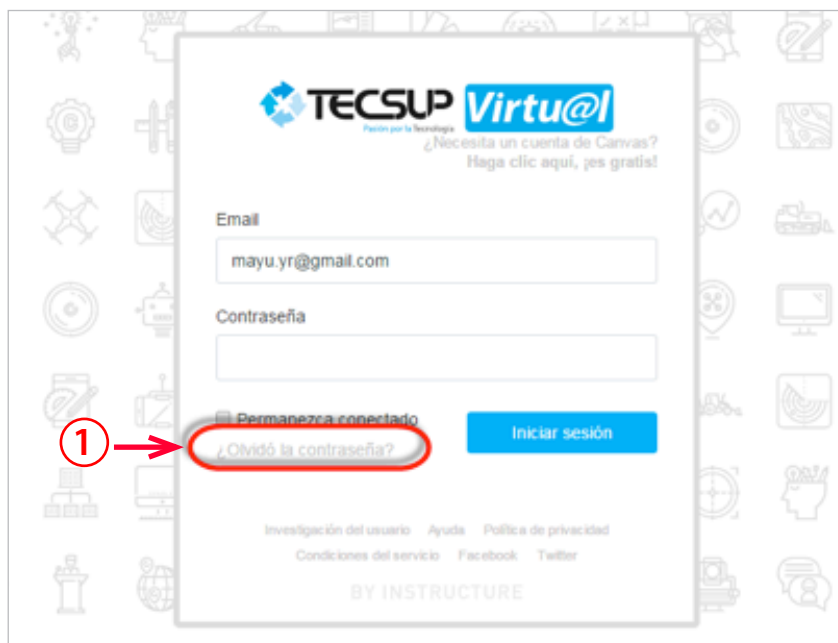 TECSUP Virtu@l
Pasión por la Tecnología
¿Necesita un cuenta de Canvas?
Haga clic aquí, ¡es gratis!
Email
mayu.yr@gmail.com
Contraseña
Permanezca conectado
Iniciar sesión
1
¿Olvidó la contraseña?
Investigación del usuario Ayuda Política de privacidad
Condiciones del servicio Facebook Twitter
BY INSTRUCTURE